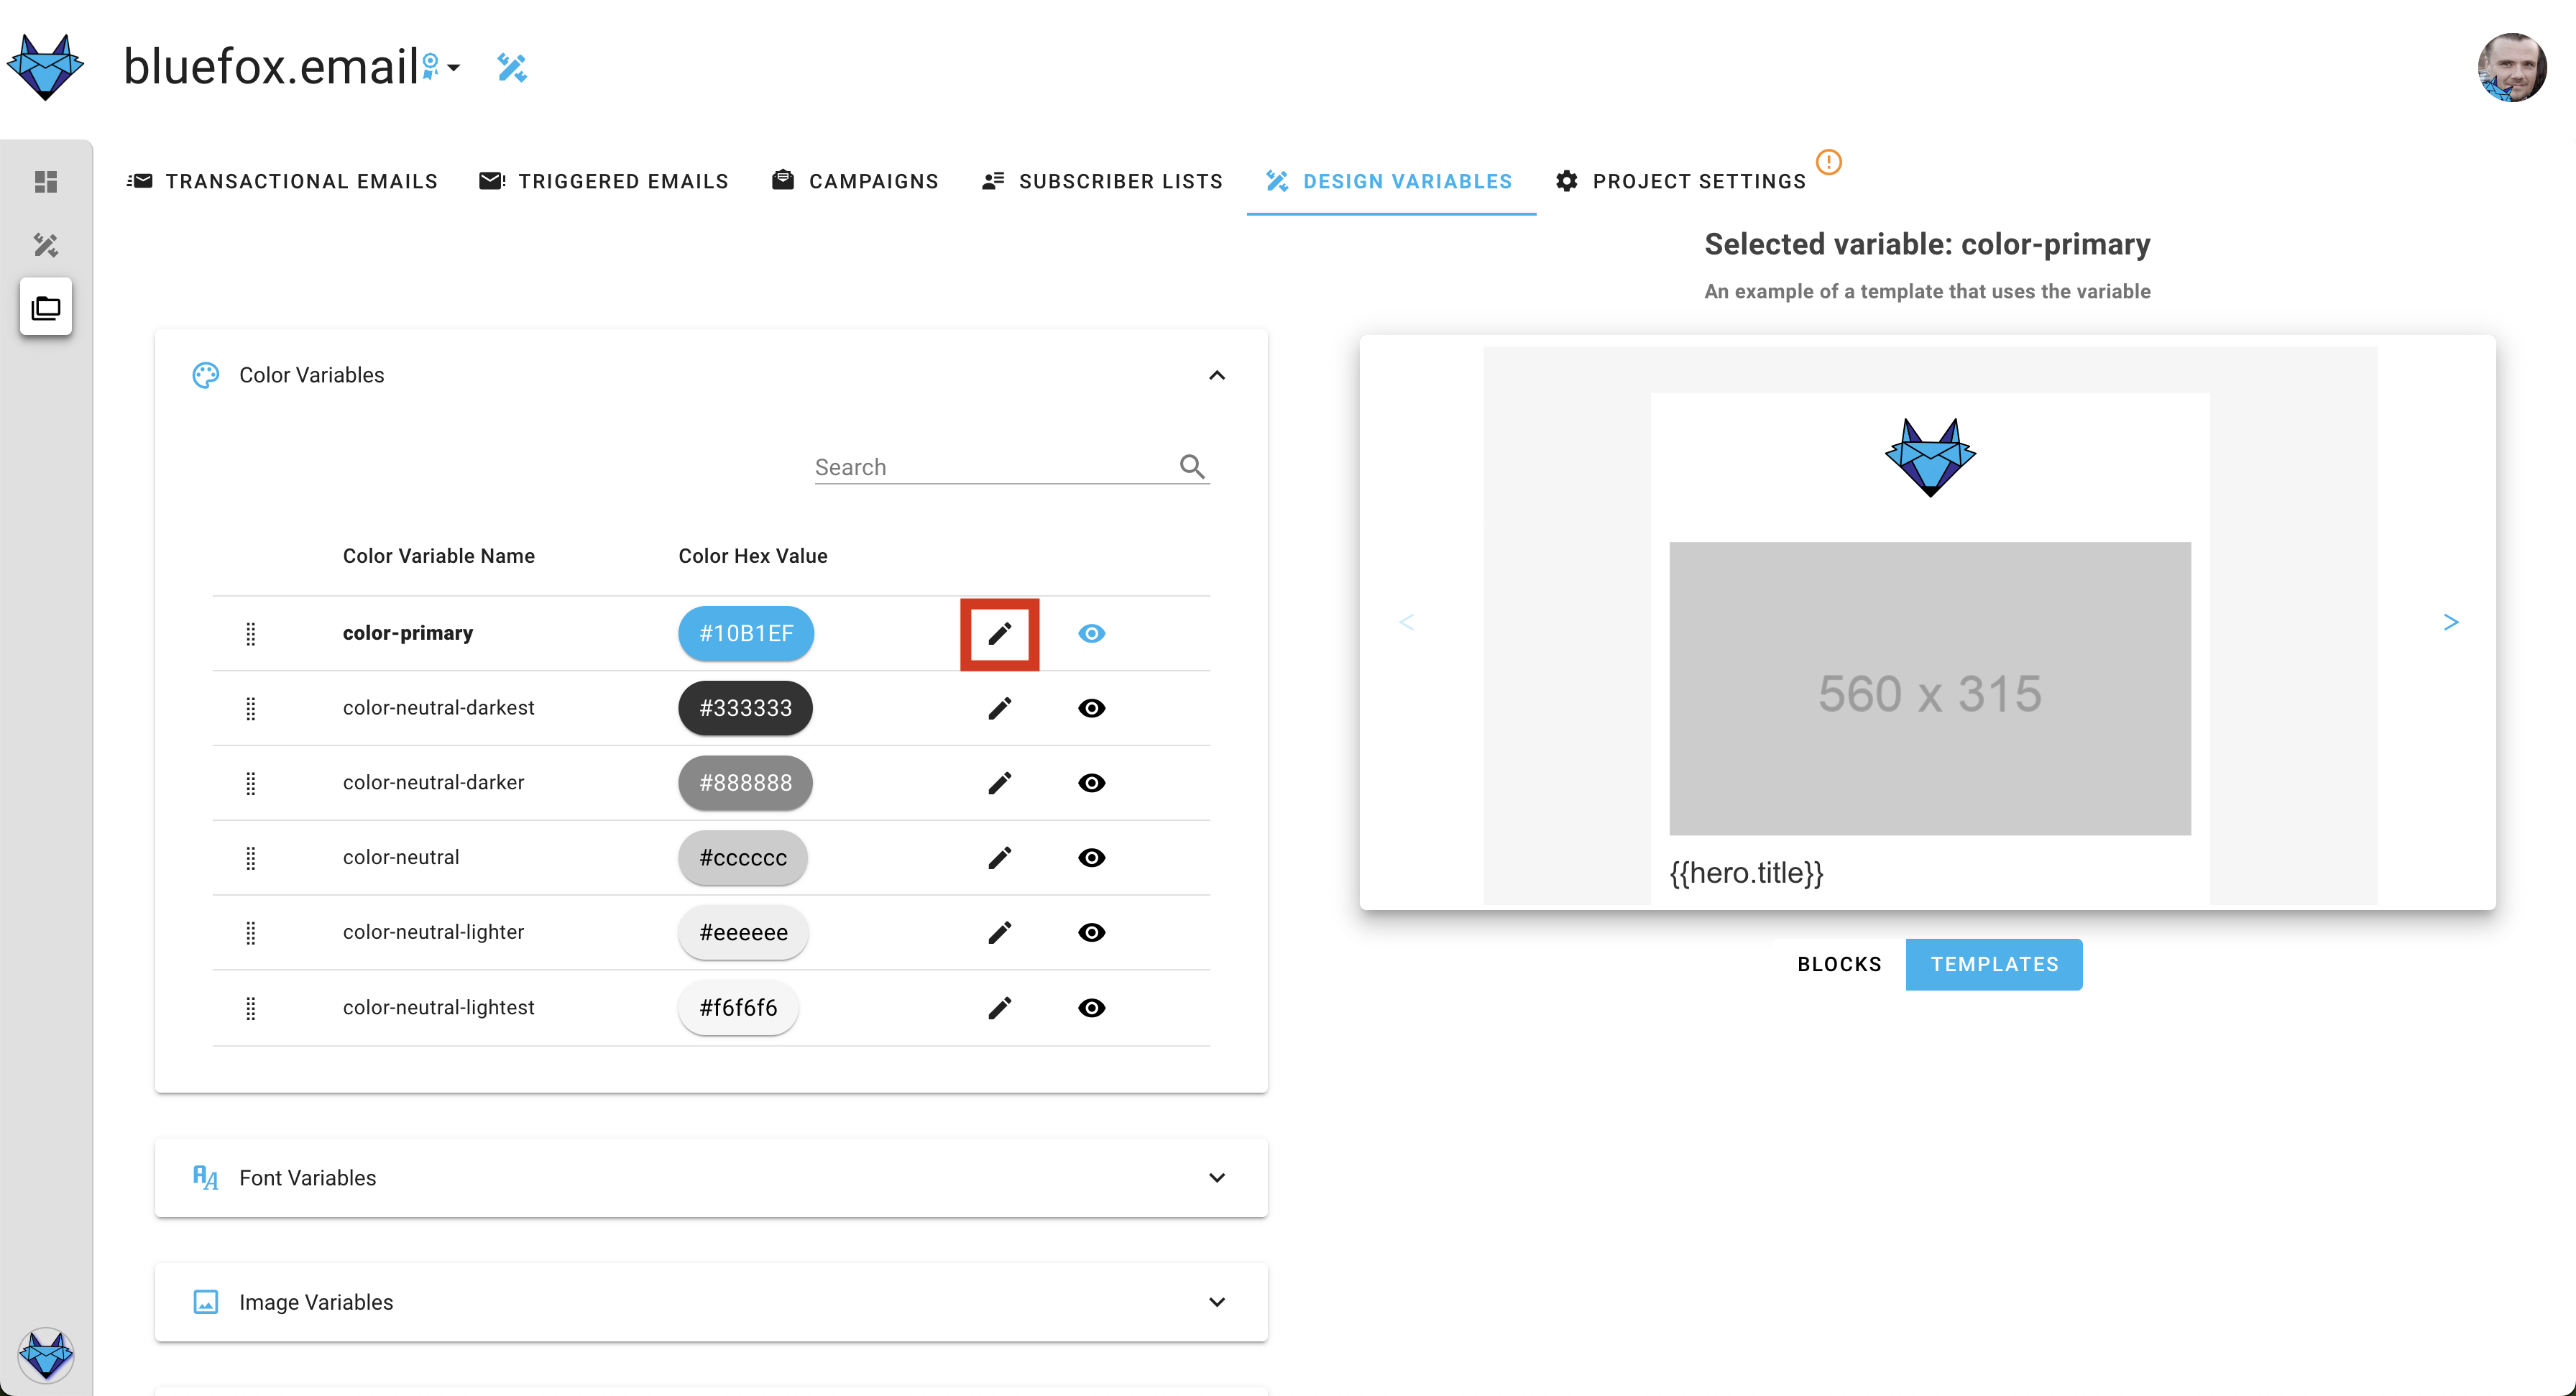 bluefox.email
TRANSACTIONAL EMAILS
TRIGGERED EMAILS
CAMPAIGNS
SUBSCRIBER LISTS
DESIGN VARIABLES
PROJECT SETTINGS
Selected variable: color-primary
An example of a template that uses the variable
Color Variables
Search
Color Variable Name Color Hex Value
color-primary #10B1EF
color-neutral-darkest #333333
color-neutral-darker #888888
color-neutral #cccccc
color-neutral-lighter #eeeeee
color-neutral-lightest #f6f6f6
< >
560 x 315
{{hero.title}}
BLOCKS TEMPLATES
Font Variables
Image Variables